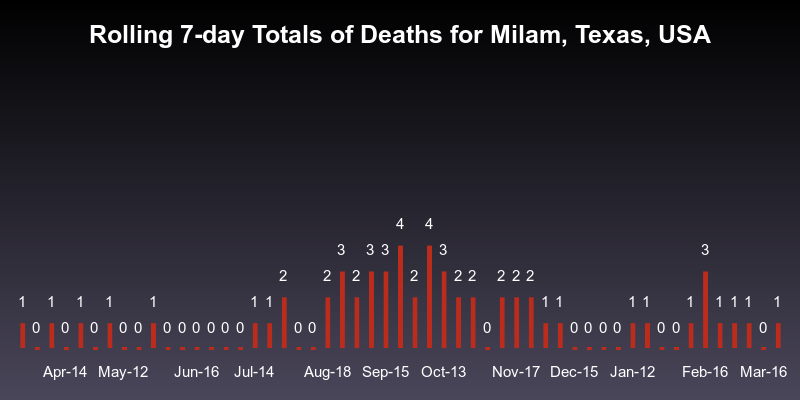 Rolling 7-day Totals of Deaths for Milam, Texas, USA
1 0 1 0 1 0 1 0 0 1 0 0 0 0 0 0 1 1 2 0 0 2 3 2 3 3 4 2 4 3 2 2 0 2 2 2 1 1 0 0 0 0 1 1 0 0 1 3 1 1 1 0 1
Apr-14 May-12 Jun-16 Jul-14 Aug-18 Sep-15 Oct-13 Nov-17 Dec-15 Jan-12 Feb-16 Mar-16